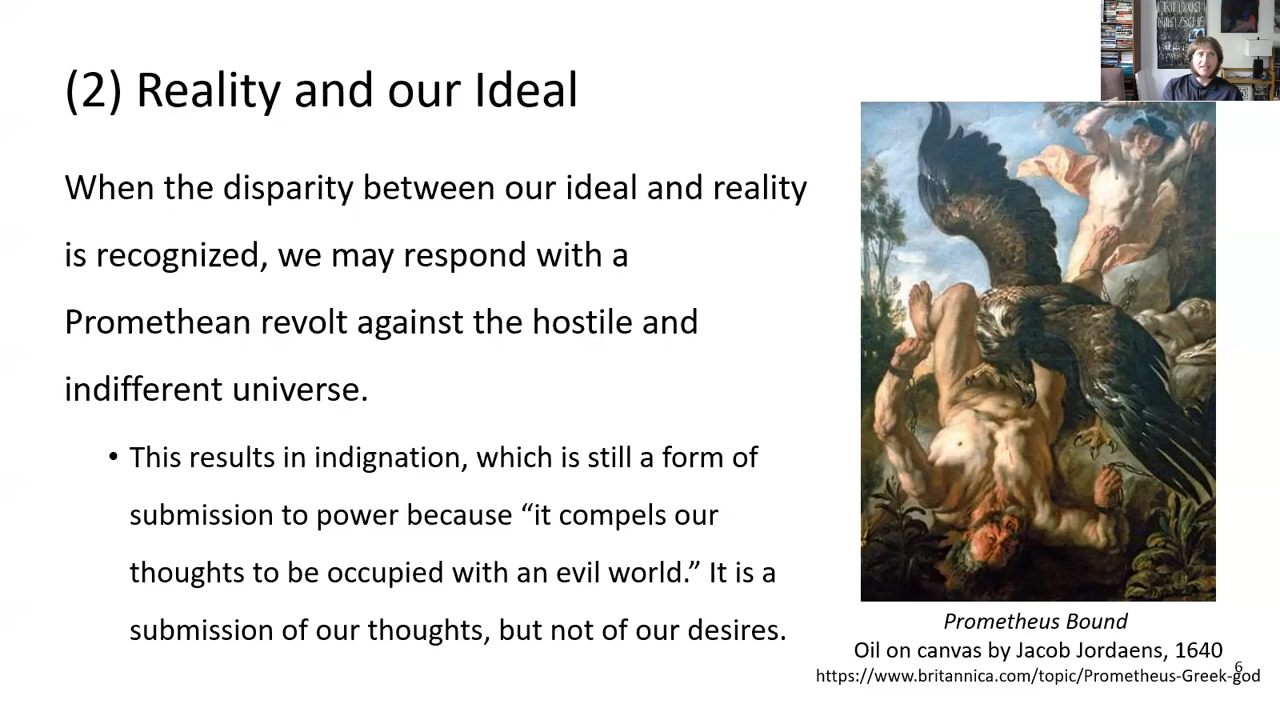 (2) Reality and our Ideal
When the disparity between our ideal and reality
is recognized, we may respond with a
Promethean revolt against the hostile and
indifferent universe.
• This results in indignation, which is still a form of
submission to power because “it compels our
thoughts to be occupied with an evil world.” It is a
submission of our thoughts, but not of our desires.
Prometheus Bound
Oil on canvas by Jacob Jordaens, 1640
https://www.britannica.com/topic/Prometheus-Greek-god
6